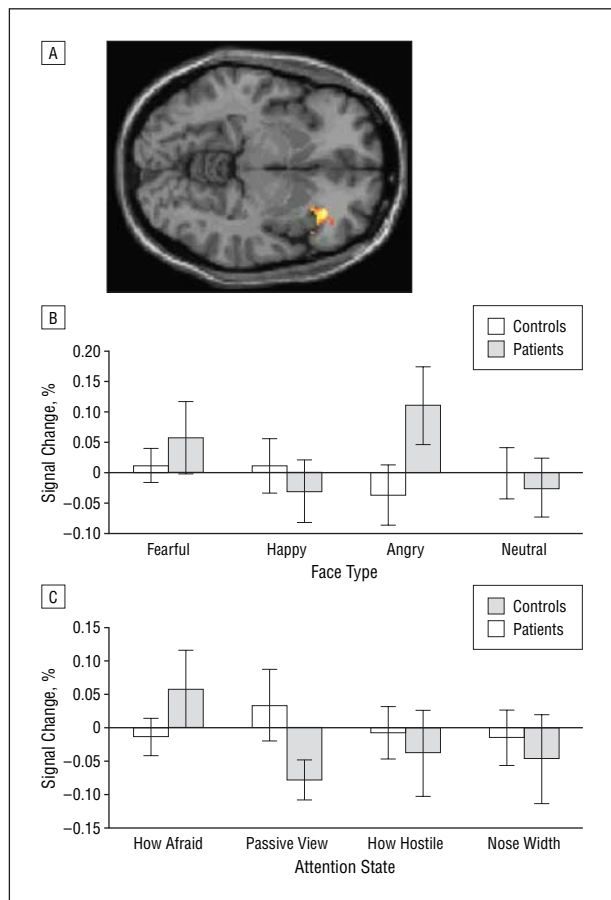 A
B
Controls
Patients
0.20
0.15
0.10
0.05
0
−0.05
−0.10
Signal Change, %
Fearful Happy Angry Neutral
Face Type
C
Controls
Patients
0.15
0.10
0.05
0
−0.05
−0.10
−0.15
Signal Change, %
How Afraid Passive View How Hostile Nose Width
Attention State